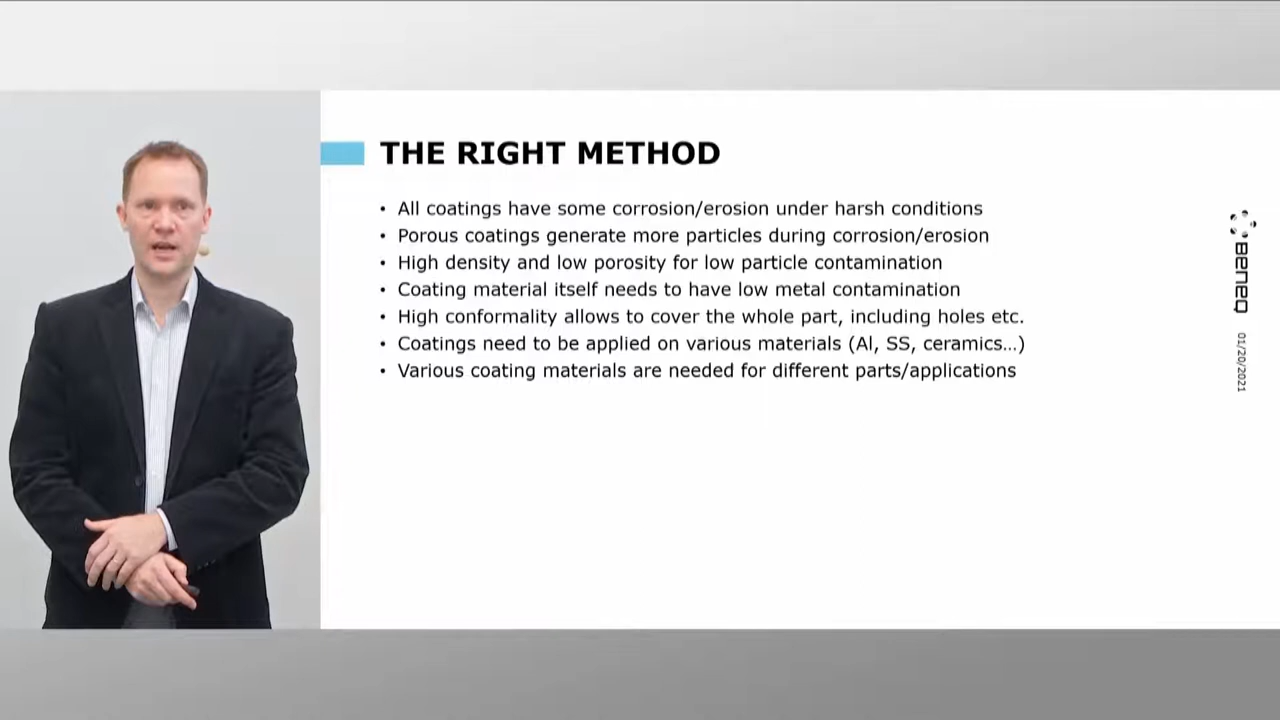 THE RIGHT METHOD
• All coatings have some corrosion/erosion under harsh conditions
• Porous coatings generate more particles during corrosion/erosion
• High density and low porosity for low particle contamination
• Coating material itself needs to have low metal contamination
• High conformality allows to cover the whole part, including holes etc.
• Coatings need to be applied on various materials (Al, SS, ceramics…)
• Various coating materials are needed for different parts/applications
BENEQ
01/20/2021